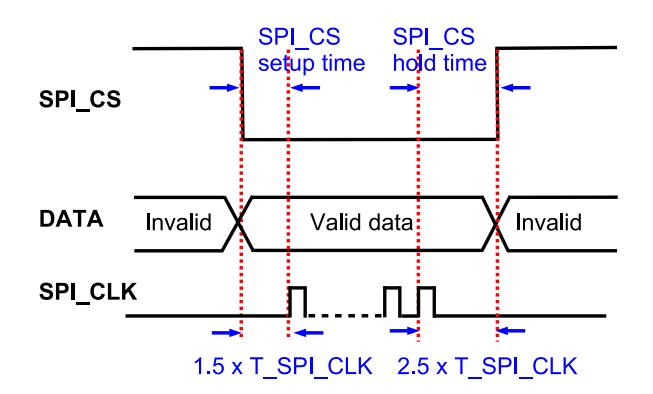 SPI_CS SPI_CS
setup time hold time
SPI_CS
DATA Invalid Valid data Invalid
SPI_CLK
1.5 x T_SPI_CLK 2.5 x T_SPI_CLK